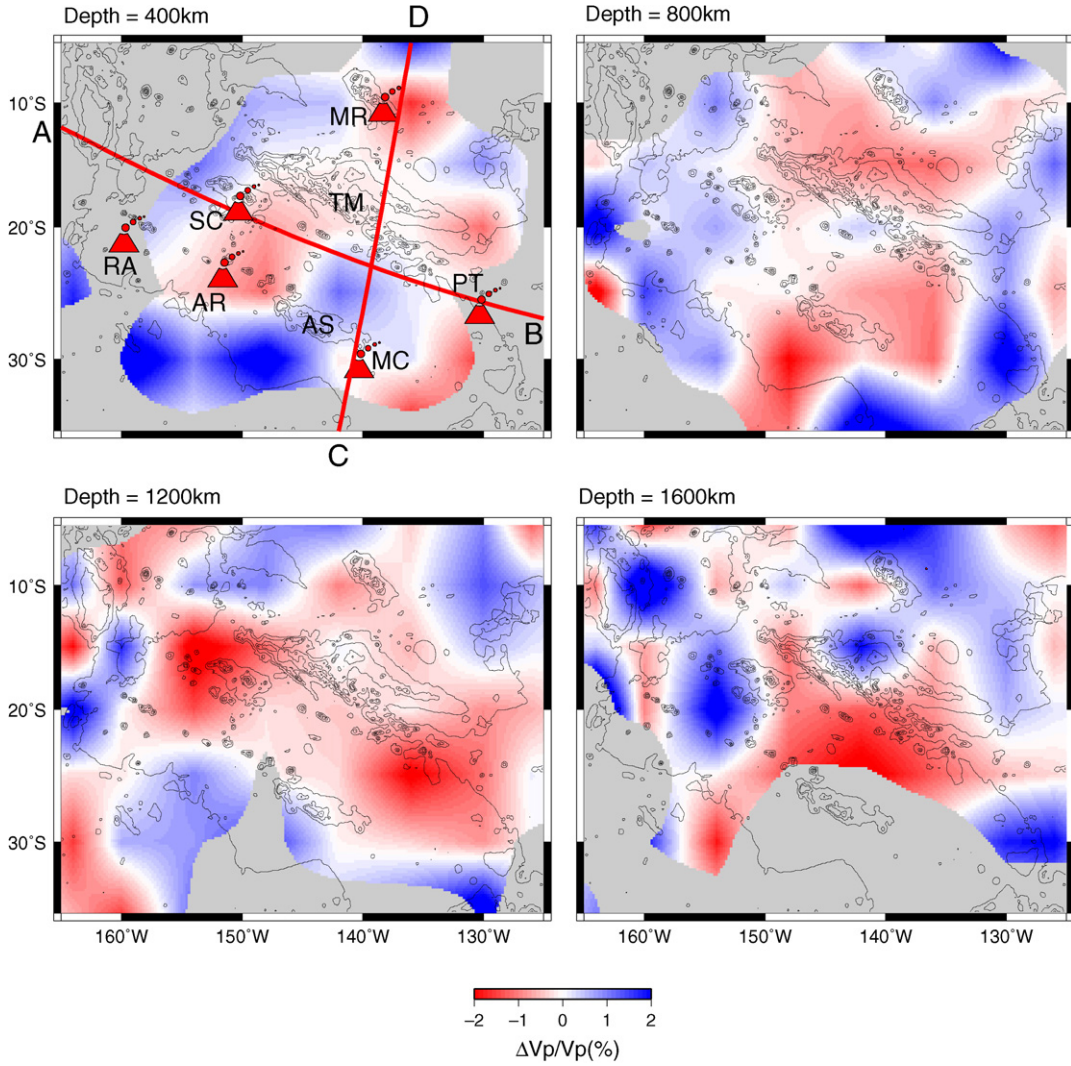 Depth = 400km
D
Depth = 800km
10°S
A
MR
TM
SC
20°S
RA
PT
AR
AS
B
30°S
MC
C
Depth = 1200km
Depth = 1600km
10°S
20°S
30°S
160°W 150°W 140°W 130°W 160°W 150°W 140°W 130°W
−2 −1 0 1 2
ΔVp/Vp(%)